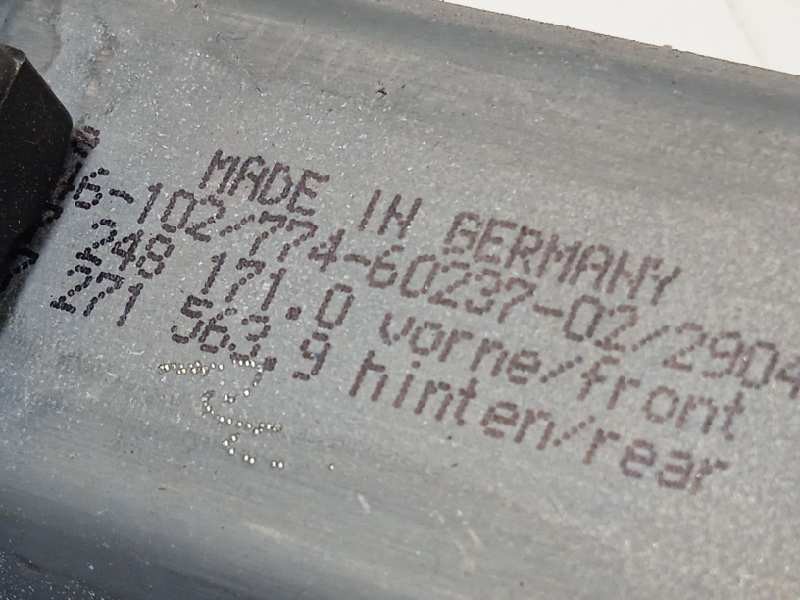 MADE IN GERMANY
6-102/774-60237-02/2904
248 171.0 vorne/front
271 563.9 hinten/rear